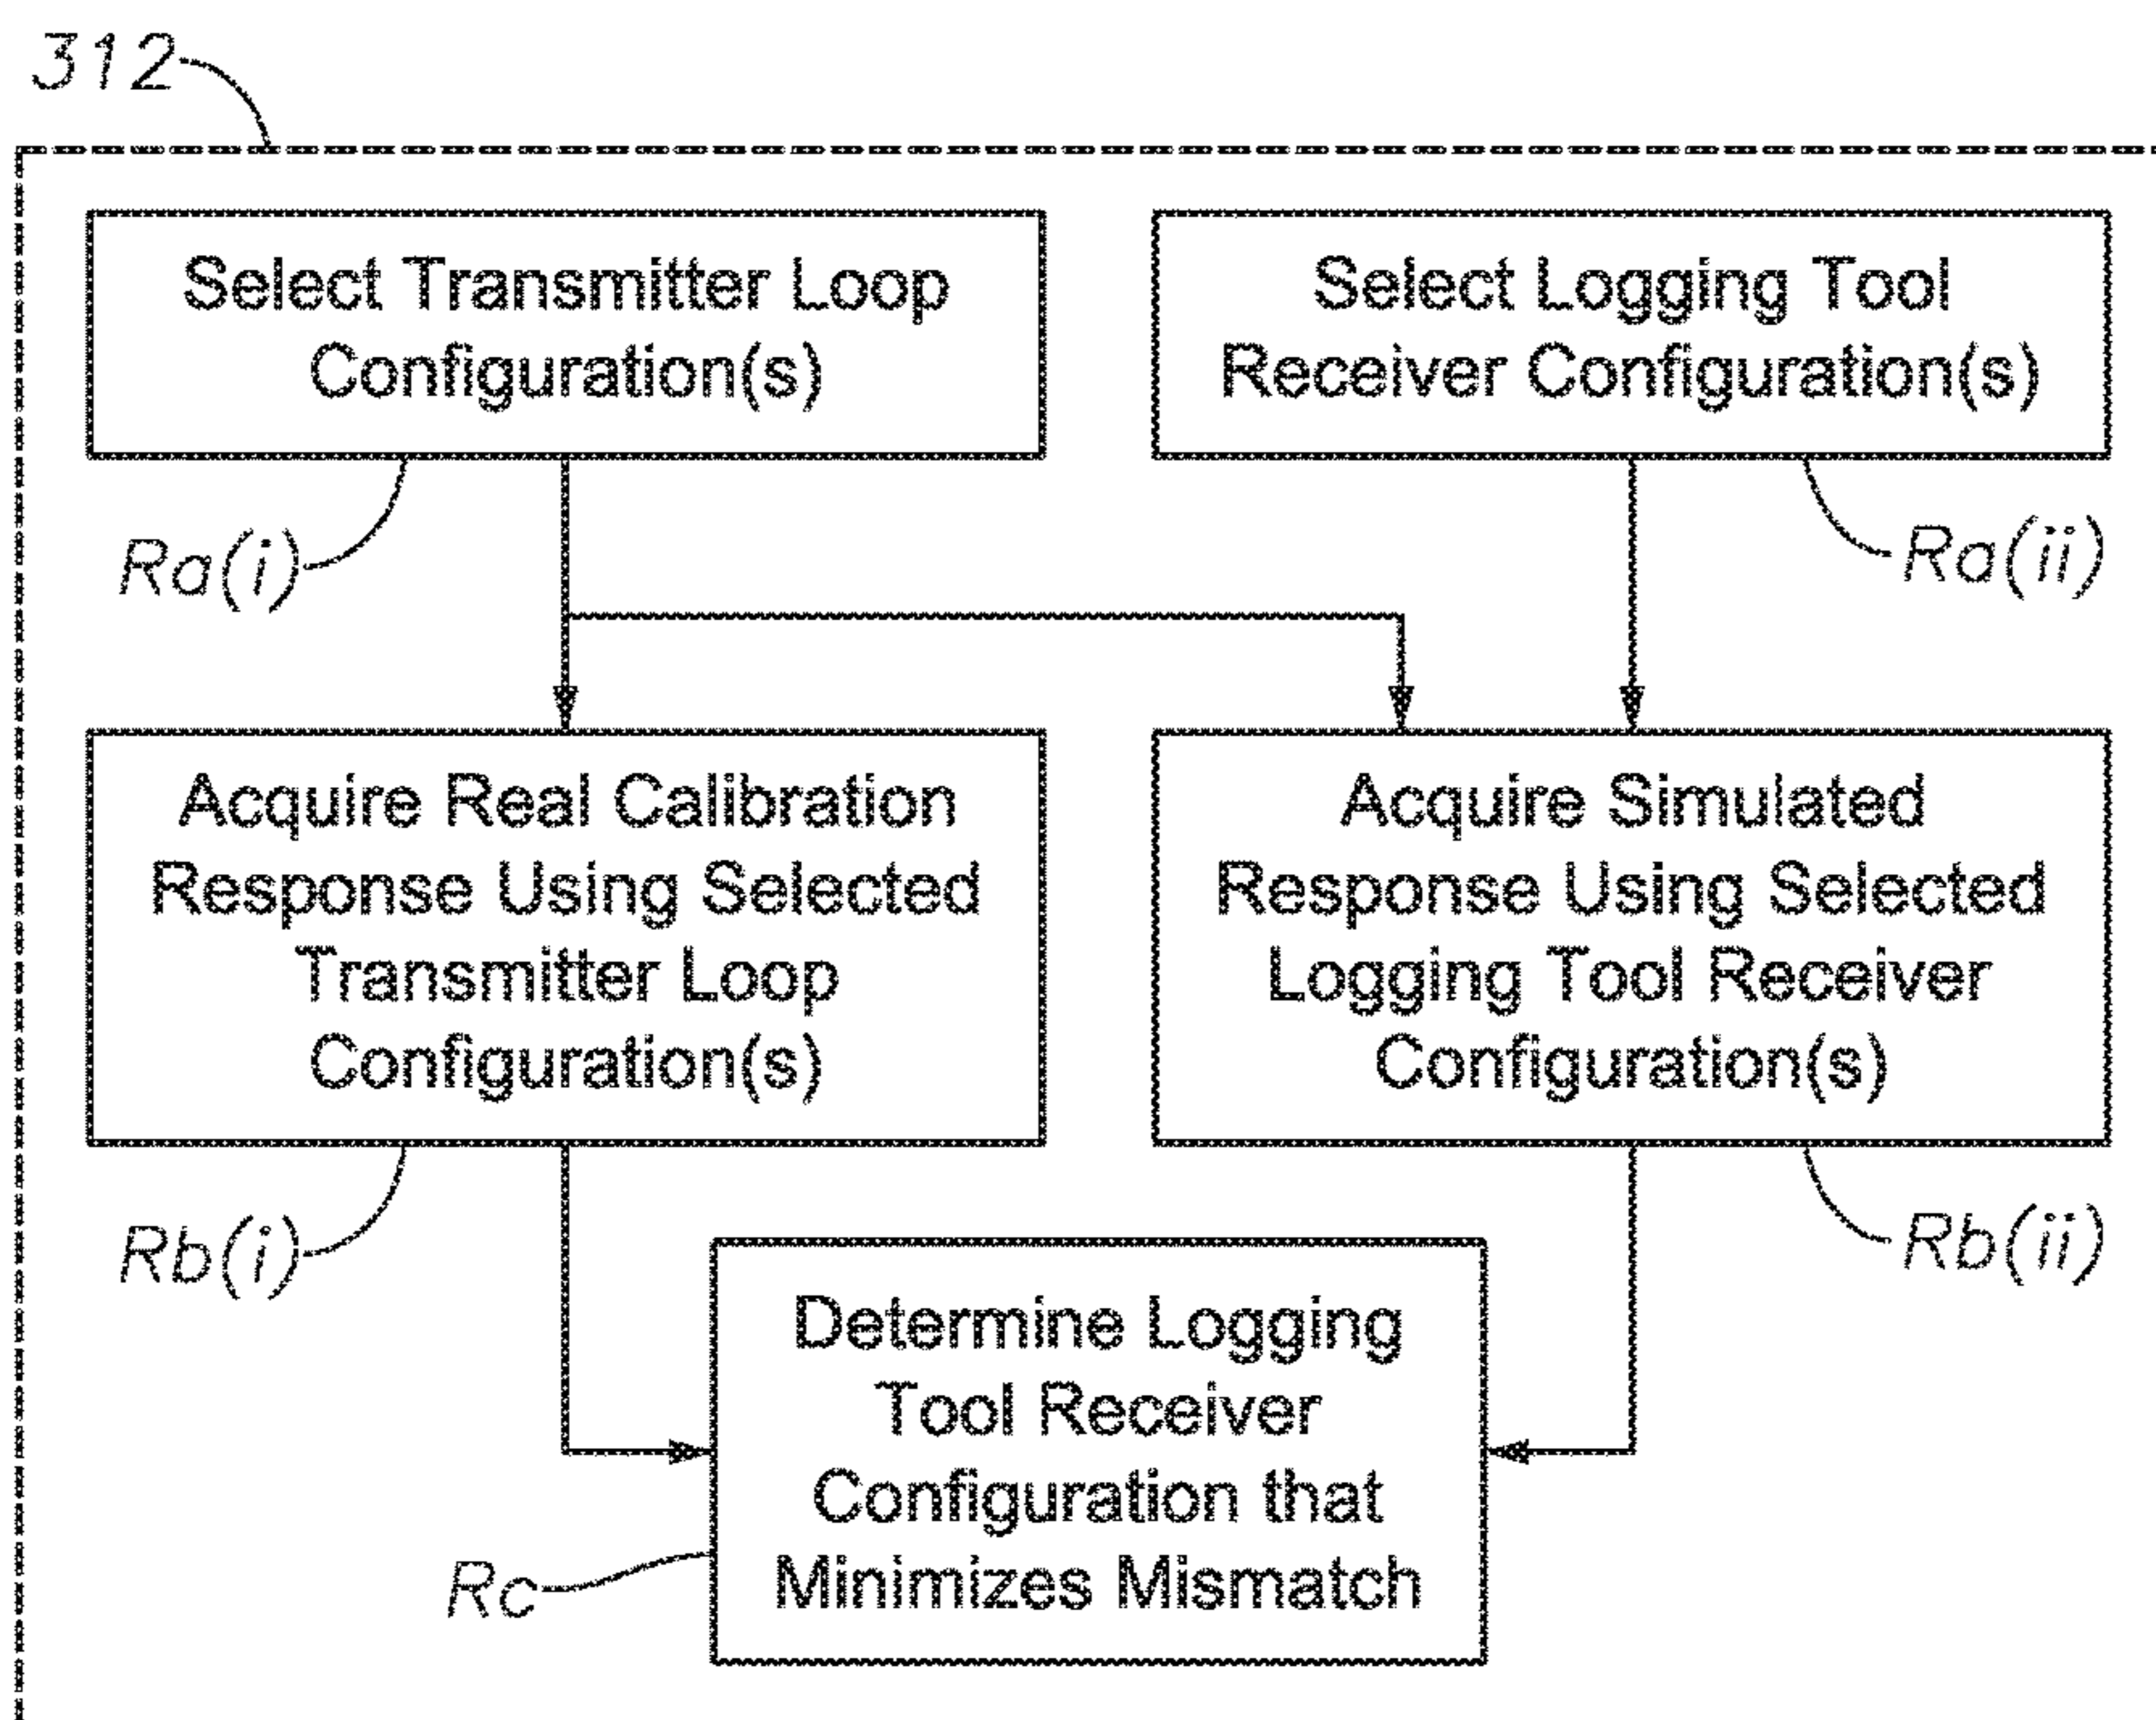 312
Select Transmitter Loop
Configuration(s)
Select Logging Tool
Receiver Configuration(s)
Ra(i)
Ra(ii)
Acquire Real Calibration
Response Using Selected
Transmitter Loop
Configuration(s)
Acquire Simulated
Response Using Selected
Logging Tool Receiver
Configuration(s)
Rb(i)
Rb(ii)
Determine Logging
Tool Receiver
Configuration that
Minimizes Mismatch
Rc